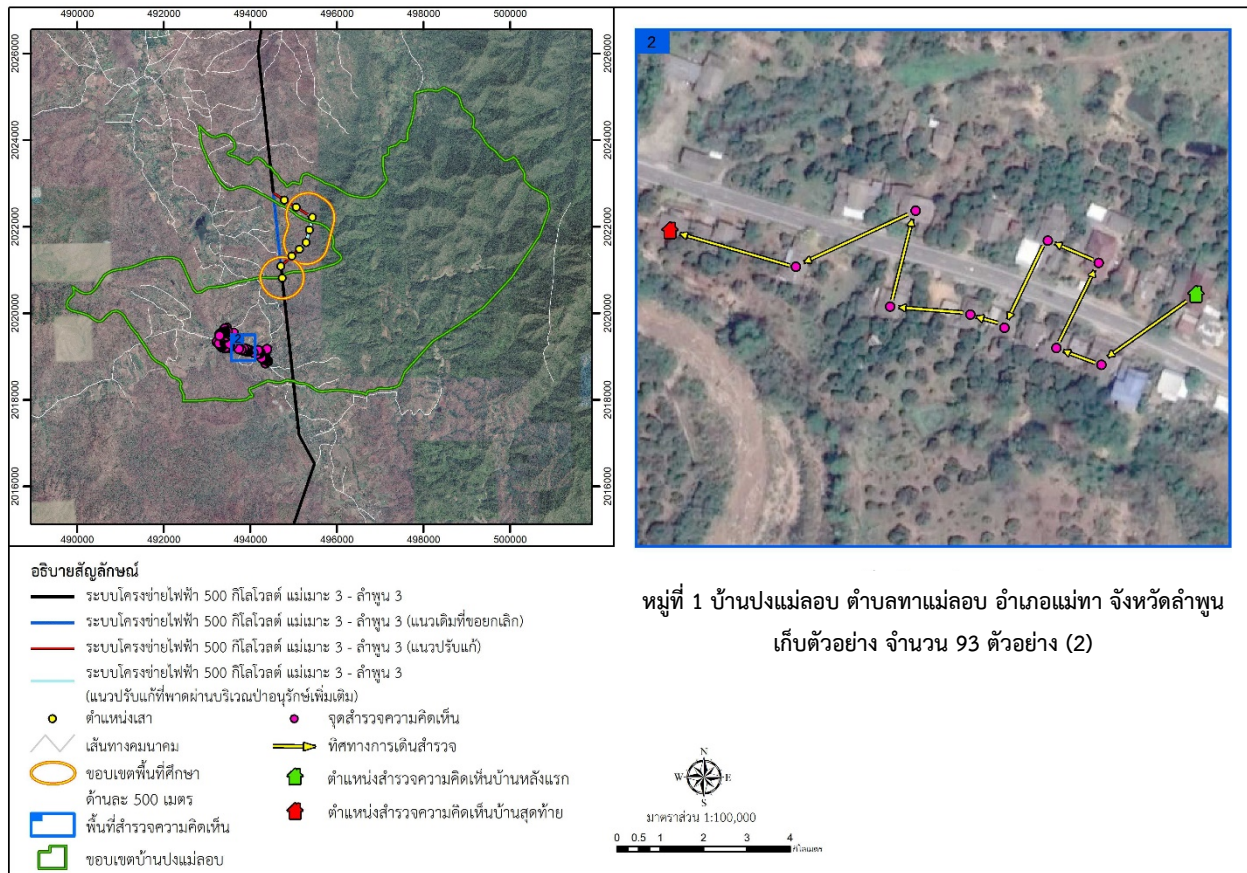 490000 492000 494000 496000 498000 500000
2026000
2024000
2022000
2020000
2018000
2016000
2026000
2024000
2022000
2020000
2018000
2016000
490000 492000 494000 496000 498000 500000
2
อธิบายสัญลักษณ์
ระบบโครงข่ายไฟฟ้า 500 กิโลโวลต์ แม่เมาะ 3 - ลำพูน 3
ระบบโครงข่ายไฟฟ้า 500 กิโลโวลต์ แม่เมาะ 3 - ลำพูน 3 (แนวเดิมที่ขอยกเลิก)
ระบบโครงข่ายไฟฟ้า 500 กิโลโวลต์ แม่เมาะ 3 - ลำพูน 3 (แนวปรับแก้)
ระบบโครงข่ายไฟฟ้า 500 กิโลโวลต์ แม่เมาะ 3 - ลำพูน 3
(แนวปรับแก้ที่พาดผ่านบริเวณป่าอนุรักษ์เพิ่มเติม)
ตำแหน่งเสา
เส้นทางคมนาคม
ขอบเขตพื้นที่ศึกษา
ด้านละ 500 เมตร
พื้นที่สำรวจความคิดเห็น
ขอบเขตบ้านปงแม่ลอบ
จุดสำรวจความคิดเห็น
ทิศทางการเดินสำรวจ
ตำแหน่งสำรวจความคิดเห็นบ้านหลังแรก
ตำแหน่งสำรวจความคิดเห็นบ้านสุดท้าย
หมู่ที่ 1 บ้านปงแม่ลอบ ตำบลทาแม่ลอบ อำเภอแม่ทา จังหวัดลำพูน
เก็บตัวอย่าง จำนวน 93 ตัวอย่าง (2)
N
W E
S
มาตราส่วน 1:100,000
0 0.5 1 2 3 4
กิโลเมตร